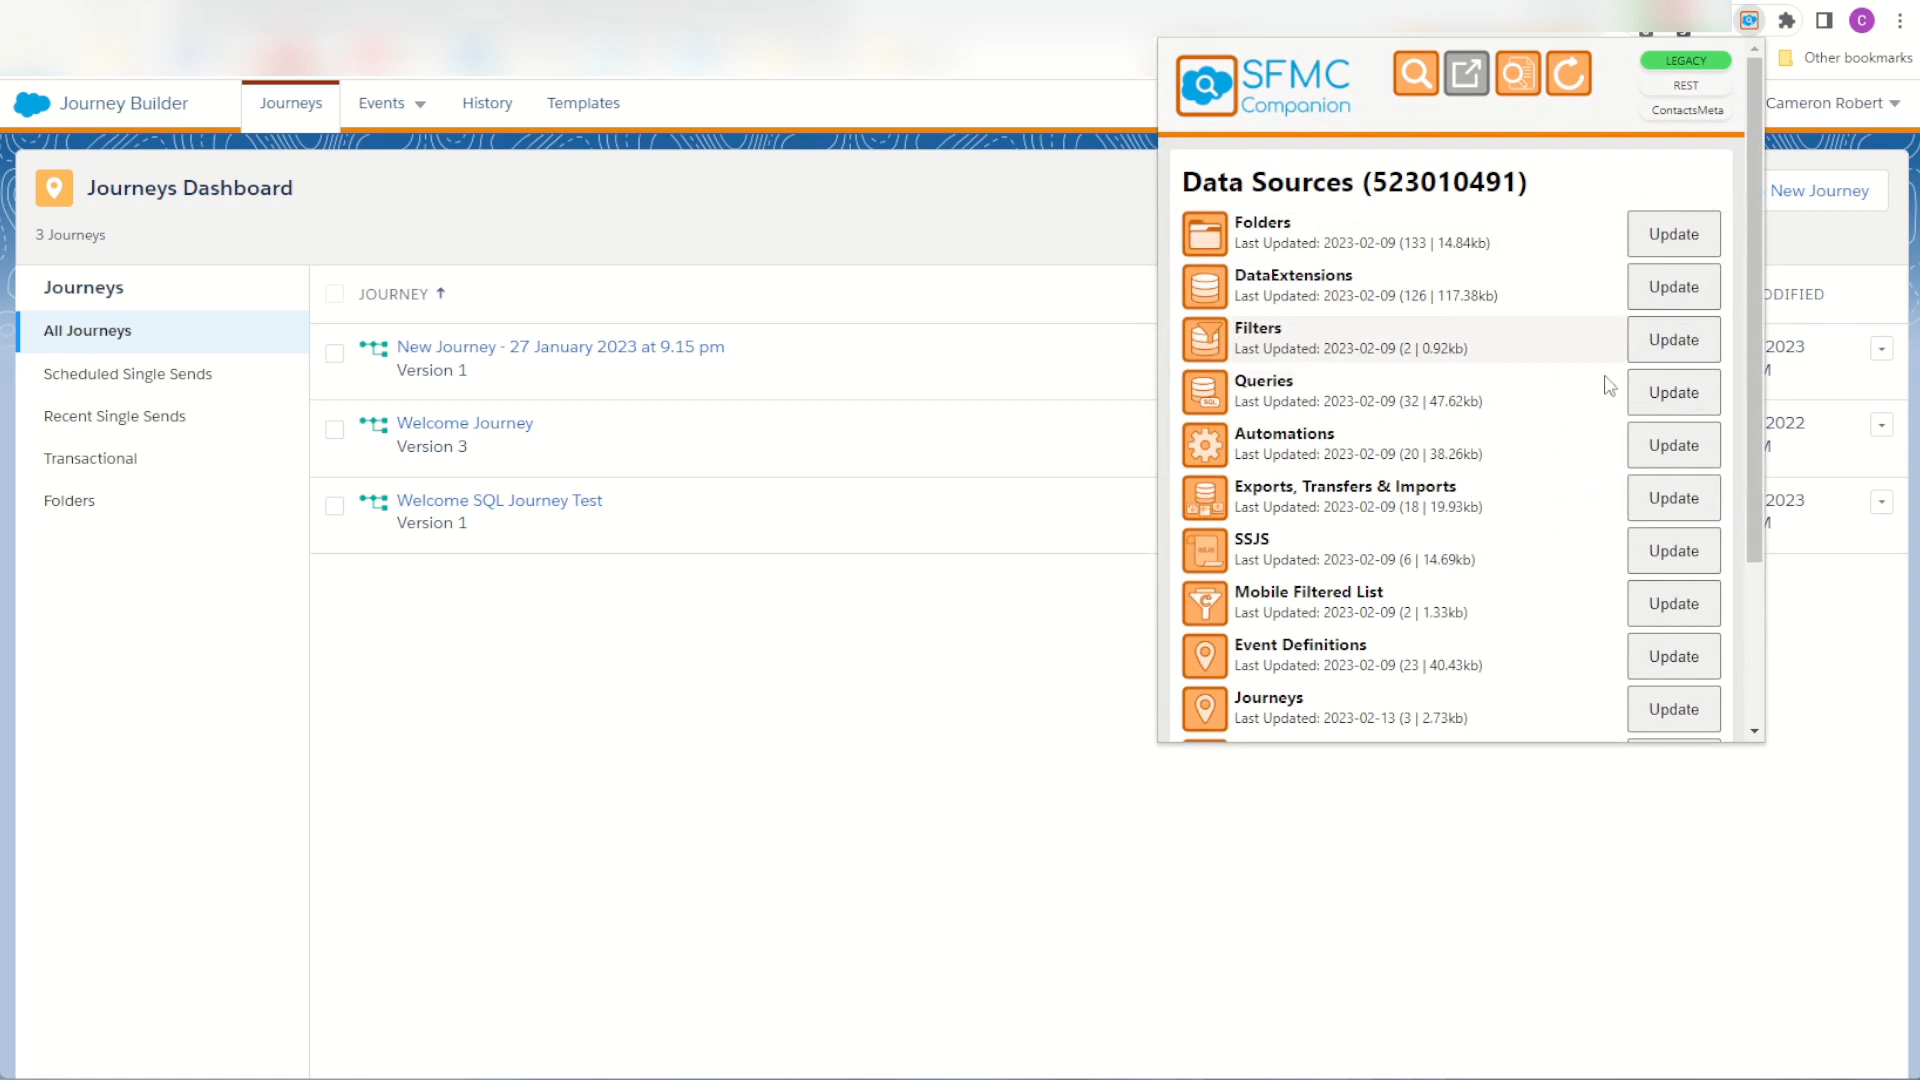 C
Other bookmarks
Journey Builder
Journeys
Events
History
Templates
Cameron Robert
Journeys Dashboard
New Journey
3 Journeys
Journeys
All Journeys
Scheduled Single Sends
Recent Single Sends
Transactional
Folders
JOURNEY
New Journey - 27 January 2023 at 9.15 pm
Version 1
2023
Welcome Journey
Version 3
2022
Welcome SQL Journey Test
Version 1
2023
SFMC
Companion
LEGACY
REST
ContactsMeta
Data Sources (523010491)
Folders
Last Updated: 2023-02-09 (133 | 14.84kb)
Update
DataExtensions
Last Updated: 2023-02-09 (126 | 117.38kb)
Update
Filters
Last Updated: 2023-02-09 (2 | 0.92kb)
Update
SQL
Queries
Last Updated: 2023-02-09 (32 | 47.62kb)
Update
Automations
Last Updated: 2023-02-09 (20 | 38.26kb)
Update
Exports, Transfers & Imports
Last Updated: 2023-02-09 (18 | 19.93kb)
Update
SSJS
SSJS
Last Updated: 2023-02-09 (6 | 14.69kb)
Update
Mobile Filtered List
Last Updated: 2023-02-09 (2 | 1.33kb)
Update
Event Definitions
Last Updated: 2023-02-09 (23 | 40.43kb)
Update
Journeys
Last Updated: 2023-02-13 (3 | 2.73kb)
Update